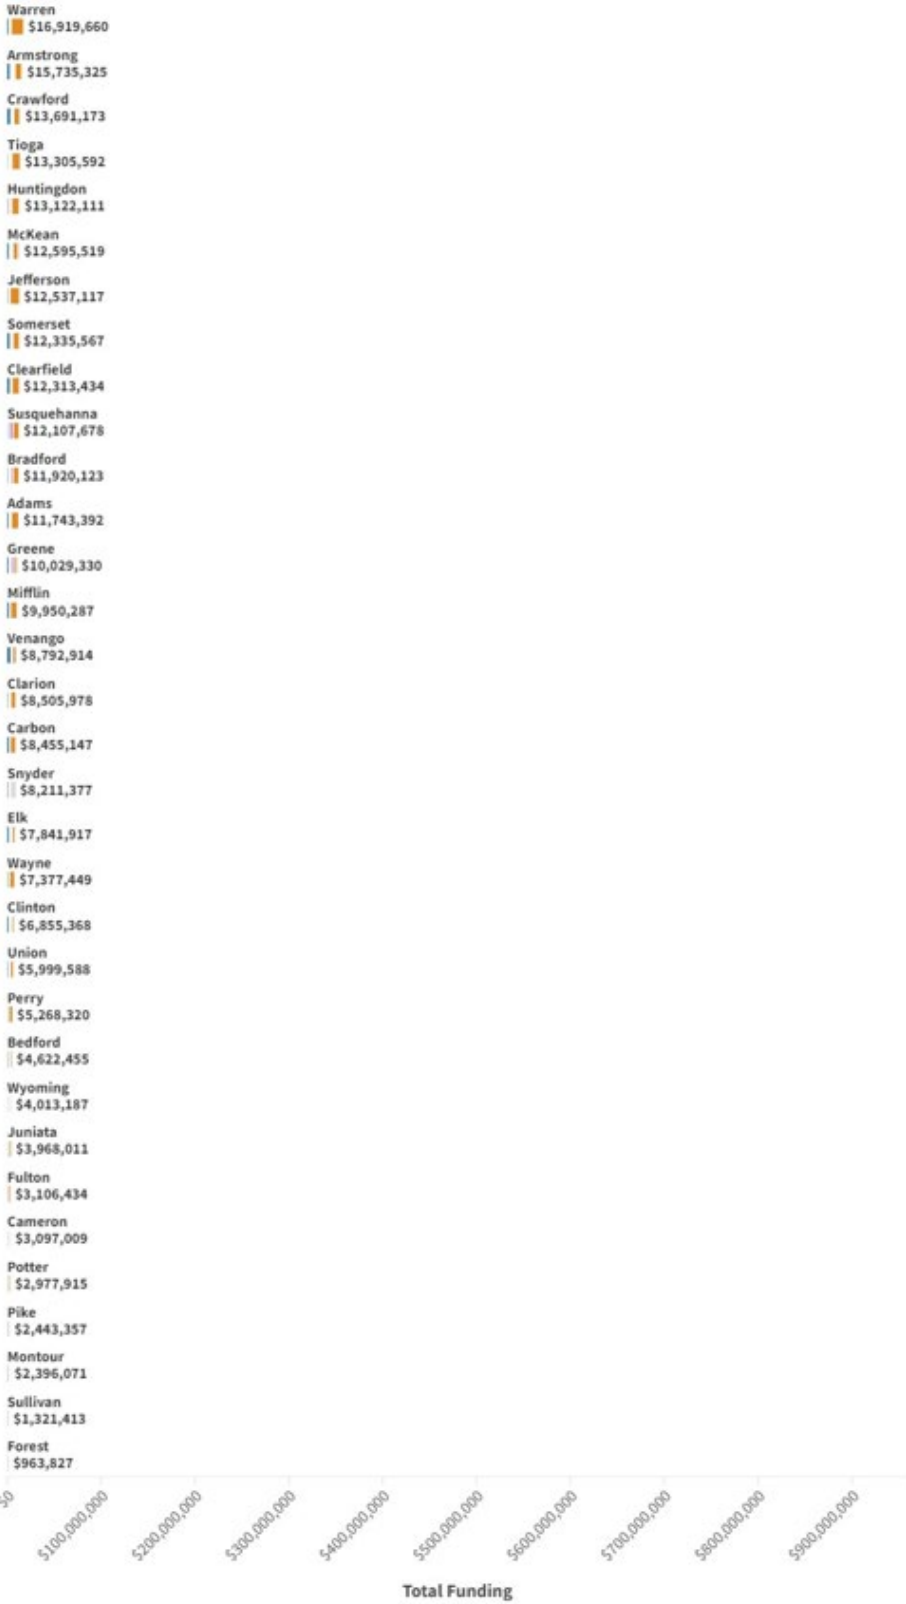 Warren
$16,919,660
Armstrong
$15,735,325
Crawford
$13,691,173
Tioga
$13,305,592
Huntingdon
$13,122,111
McKean
$12,595,519
Jefferson
$12,537,117
Somerset
$12,335,567
Clearfield
$12,313,434
Susquehanna
$12,107,678
Bradford
$11,920,123
Adams
$11,743,392
Greene
$10,029,330
Mifflin
$9,950,287
Venango
$8,792,914
Clarion
$8,505,978
Carbon
$8,455,147
Snyder
$8,211,377
Elk
$7,841,917
Wayne
$7,377,449
Clinton
$6,855,368
Union
$5,999,588
Perry
$5,268,320
Bedford
$4,622,455
Wyoming
$4,013,187
Juniata
$3,968,011
Fulton
$3,106,434
Cameron
$3,097,009
Potter
$2,977,915
Pike
$2,443,357
Montour
$2,396,071
Sullivan
$1,321,413
Forest
$963,827
$0
$100,000,000
$200,000,000
$300,000,000
$400,000,000
$500,000,000
$600,000,000
$700,000,000
$800,000,000
$900,000,000
Total Funding